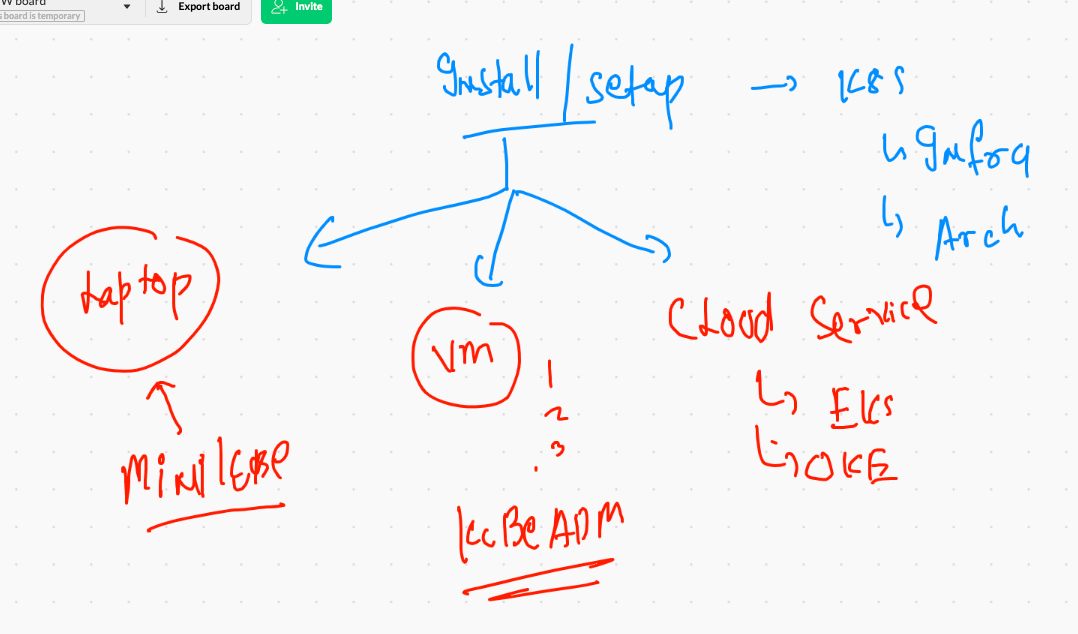 W board
Export board
Invite
s board is temporary
Install / setup → K8S
↳ Infra
↳ Arch
Laptop
Cloud Service
VM
1
2
3
.
↳ EKS
↳ OKE
MiniKuBe
KuBeADM